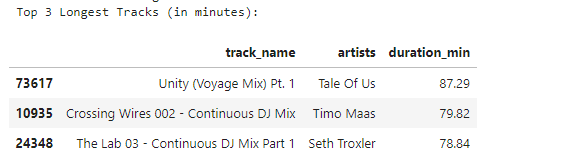 Top 3 Longest Tracks (in minutes):
track_name artists duration_min
73617 Unity (Voyage Mix) Pt. 1 Tale Of Us 87.29
10935 Crossing Wires 002 - Continuous DJ Mix Timo Maas 79.82
24348 The Lab 03 - Continuous DJ Mix Part 1 Seth Troxler 78.84